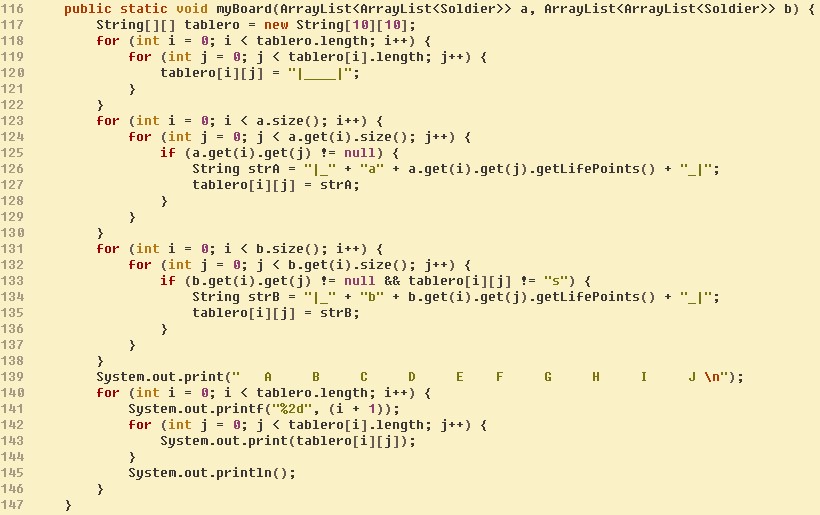 116     public static void myBoard(ArrayList<ArrayList<Soldier>> a, ArrayList<ArrayList<Soldier>> b) {
117         String[][] tablero = new String[10][10];
118         for (int i = 0; i < tablero.length; i++) {
119             for (int j = 0; j < tablero[i].length; j++) {
120                 tablero[i][j] = "|____|";
121             }
122         }
123         for (int i = 0; i < a.size(); i++) {
124             for (int j = 0; j < a.get(i).size(); j++) {
125                 if (a.get(i).get(j) != null) {
126                     String strA = "|_" + "a" + a.get(i).get(j).getLifePoints() + "_|";
127                     tablero[i][j] = strA;
128                 }
129             }
130         }
131         for (int i = 0; i < b.size(); i++) {
132             for (int j = 0; j < b.get(i).size(); j++) {
133                 if (b.get(i).get(j) != null && tablero[i][j] != "s") {
134                     String strB = "|_" + "b" + b.get(i).get(j).getLifePoints() + "_|";
135                     tablero[i][j] = strB;
136                 }
137             }
138         }
139         System.out.print("   A     B     C     D     E    F     G     H     I     J \n");
140         for (int i = 0; i < tablero.length; i++) {
141             System.out.printf("%2d", (i + 1));
142             for (int j = 0; j < tablero[i].length; j++) {
143                 System.out.print(tablero[i][j]);
144             }
145             System.out.println();
146         }
147     }